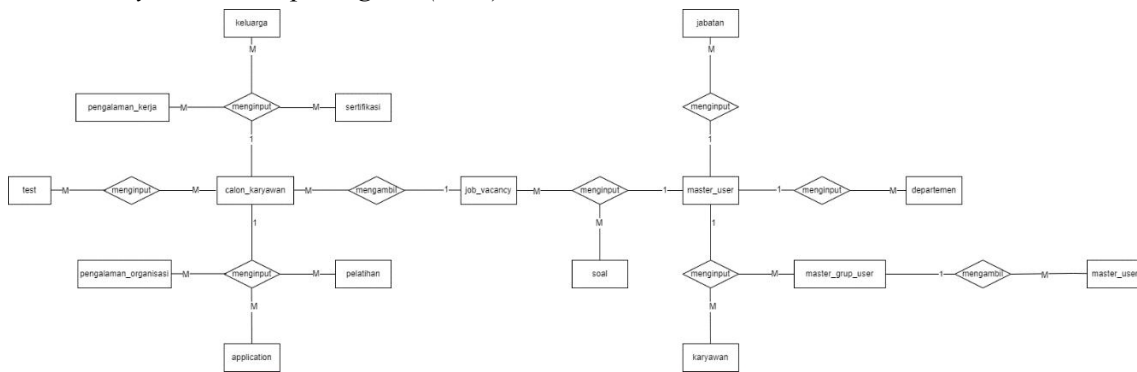 keluarga
jabatan
M
M
pengalaman_kerja M menginput M sertifikasi
menginput
1
1
test M menginput M calon_karyawan M mengambil 1 job_vacancy M menginput 1 master_user 1 menginput M departemen
1
M
1
soal
pengalaman_organisasi M menginput M pelatihan
menginput M master_grup_user 1 mengambil M master_user
M
M
application
karyawan